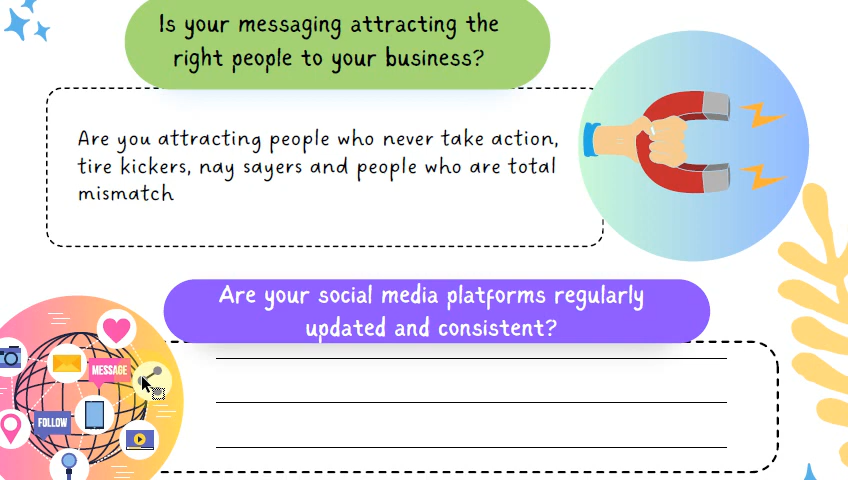 Is your messaging attracting the
right people to your business?
Are you attracting people who never take action,
tire kickers, nay sayers and people who are total
mismatch
Are your social media platforms regularly
updated and consistent?
MESSAGE
FOLLOW